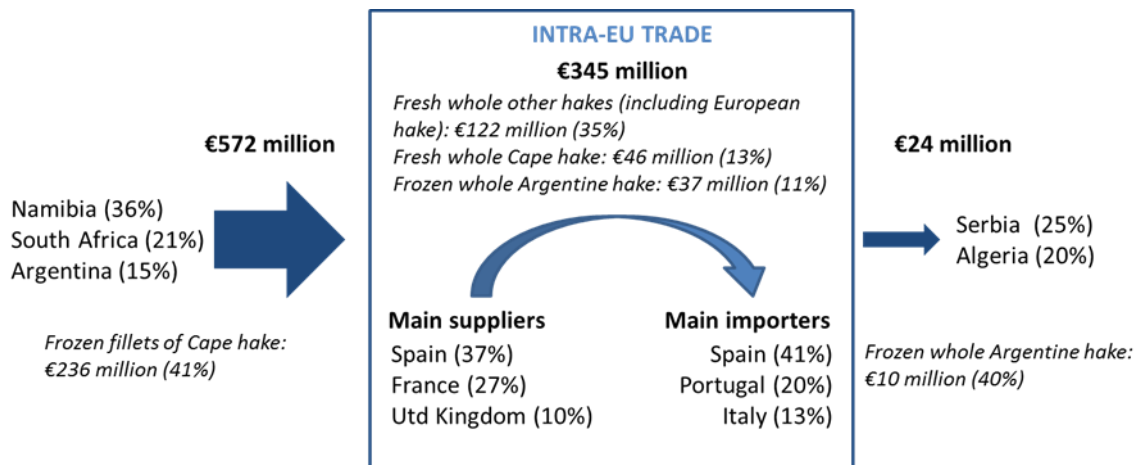 INTRA-EU TRADE
€345 million
Fresh whole other hakes (including European
hake): €122 million (35%)
Fresh whole Cape hake: €46 million (13%)
Frozen whole Argentine hake: €37 million (11%)
€572 million
Namibia (36%)
South Africa (21%)
Argentina (15%)
Frozen fillets of Cape hake:
€236 million (41%)
Main suppliers
Spain (37%)
France (27%)
Utd Kingdom (10%)
Main importers
Spain (41%)
Portugal (20%)
Italy (13%)
€24 million
Serbia (25%)
Algeria (20%)
Frozen whole Argentine hake:
€10 million (40%)